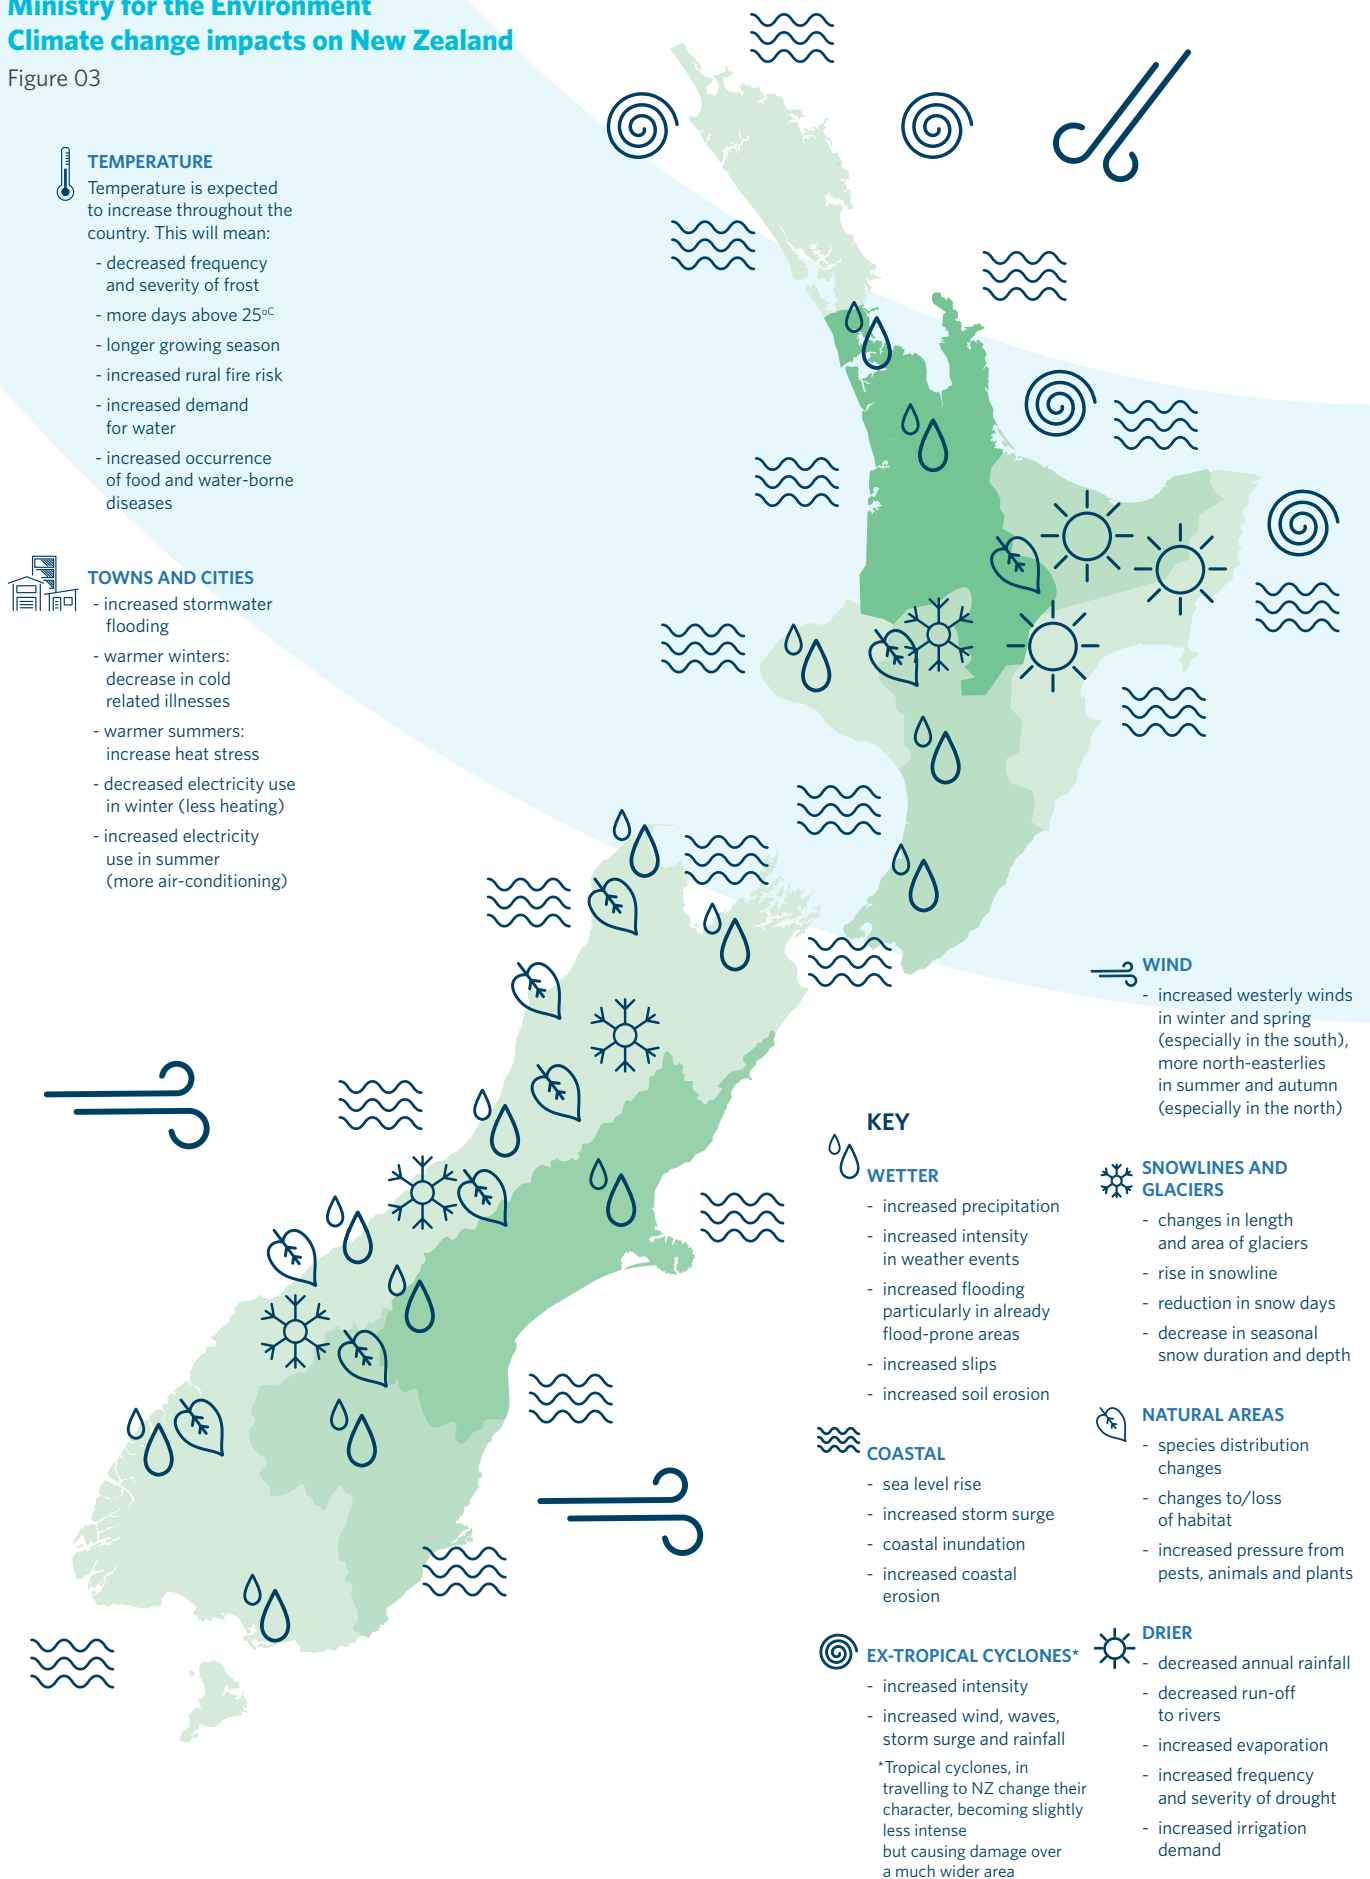 Ministry for the Environment
Climate change impacts on New Zealand
Figure 03
TEMPERATURE
Temperature is expected
to increase throughout the
country. This will mean:
- decreased frequency
and severity of frost
- more days above 25oC
- longer growing season
- increased rural fire risk
- increased demand
for water
- increased occurrence
of food and water-borne
diseases
TOWNS AND CITIES
- increased stormwater
flooding
- warmer winters:
decrease in cold
related illnesses
- warmer summers:
increase heat stress
- decreased electricity use
in winter (less heating)
- increased electricity
use in summer
(more air-conditioning)
KEY
WETTER
- increased precipitation
- increased intensity
in weather events
- increased flooding
particularly in already
flood-prone areas
- increased slips
- increased soil erosion
COASTAL
- sea level rise
- increased storm surge
- coastal inundation
- increased coastal
erosion
EX-TROPICAL CYCLONES*
- increased intensity
- increased wind, waves,
storm surge and rainfall
*Tropical cyclones, in
travelling to NZ change their
character, becoming slightly
less intense
but causing damage over
a much wider area
WIND
- increased westerly winds
in winter and spring
(especially in the south),
more north-easterlies
in summer and autumn
(especially in the north)
SNOWLINES AND
GLACIERS
- changes in length
and area of glaciers
- rise in snowline
- reduction in snow days
- decrease in seasonal
snow duration and depth
NATURAL AREAS
- species distribution
changes
- changes to/loss
of habitat
- increased pressure from
pests, animals and plants
DRIER
- decreased annual rainfall
- decreased run-off
to rivers
- increased evaporation
- increased frequency
and severity of drought
- increased irrigation
demand